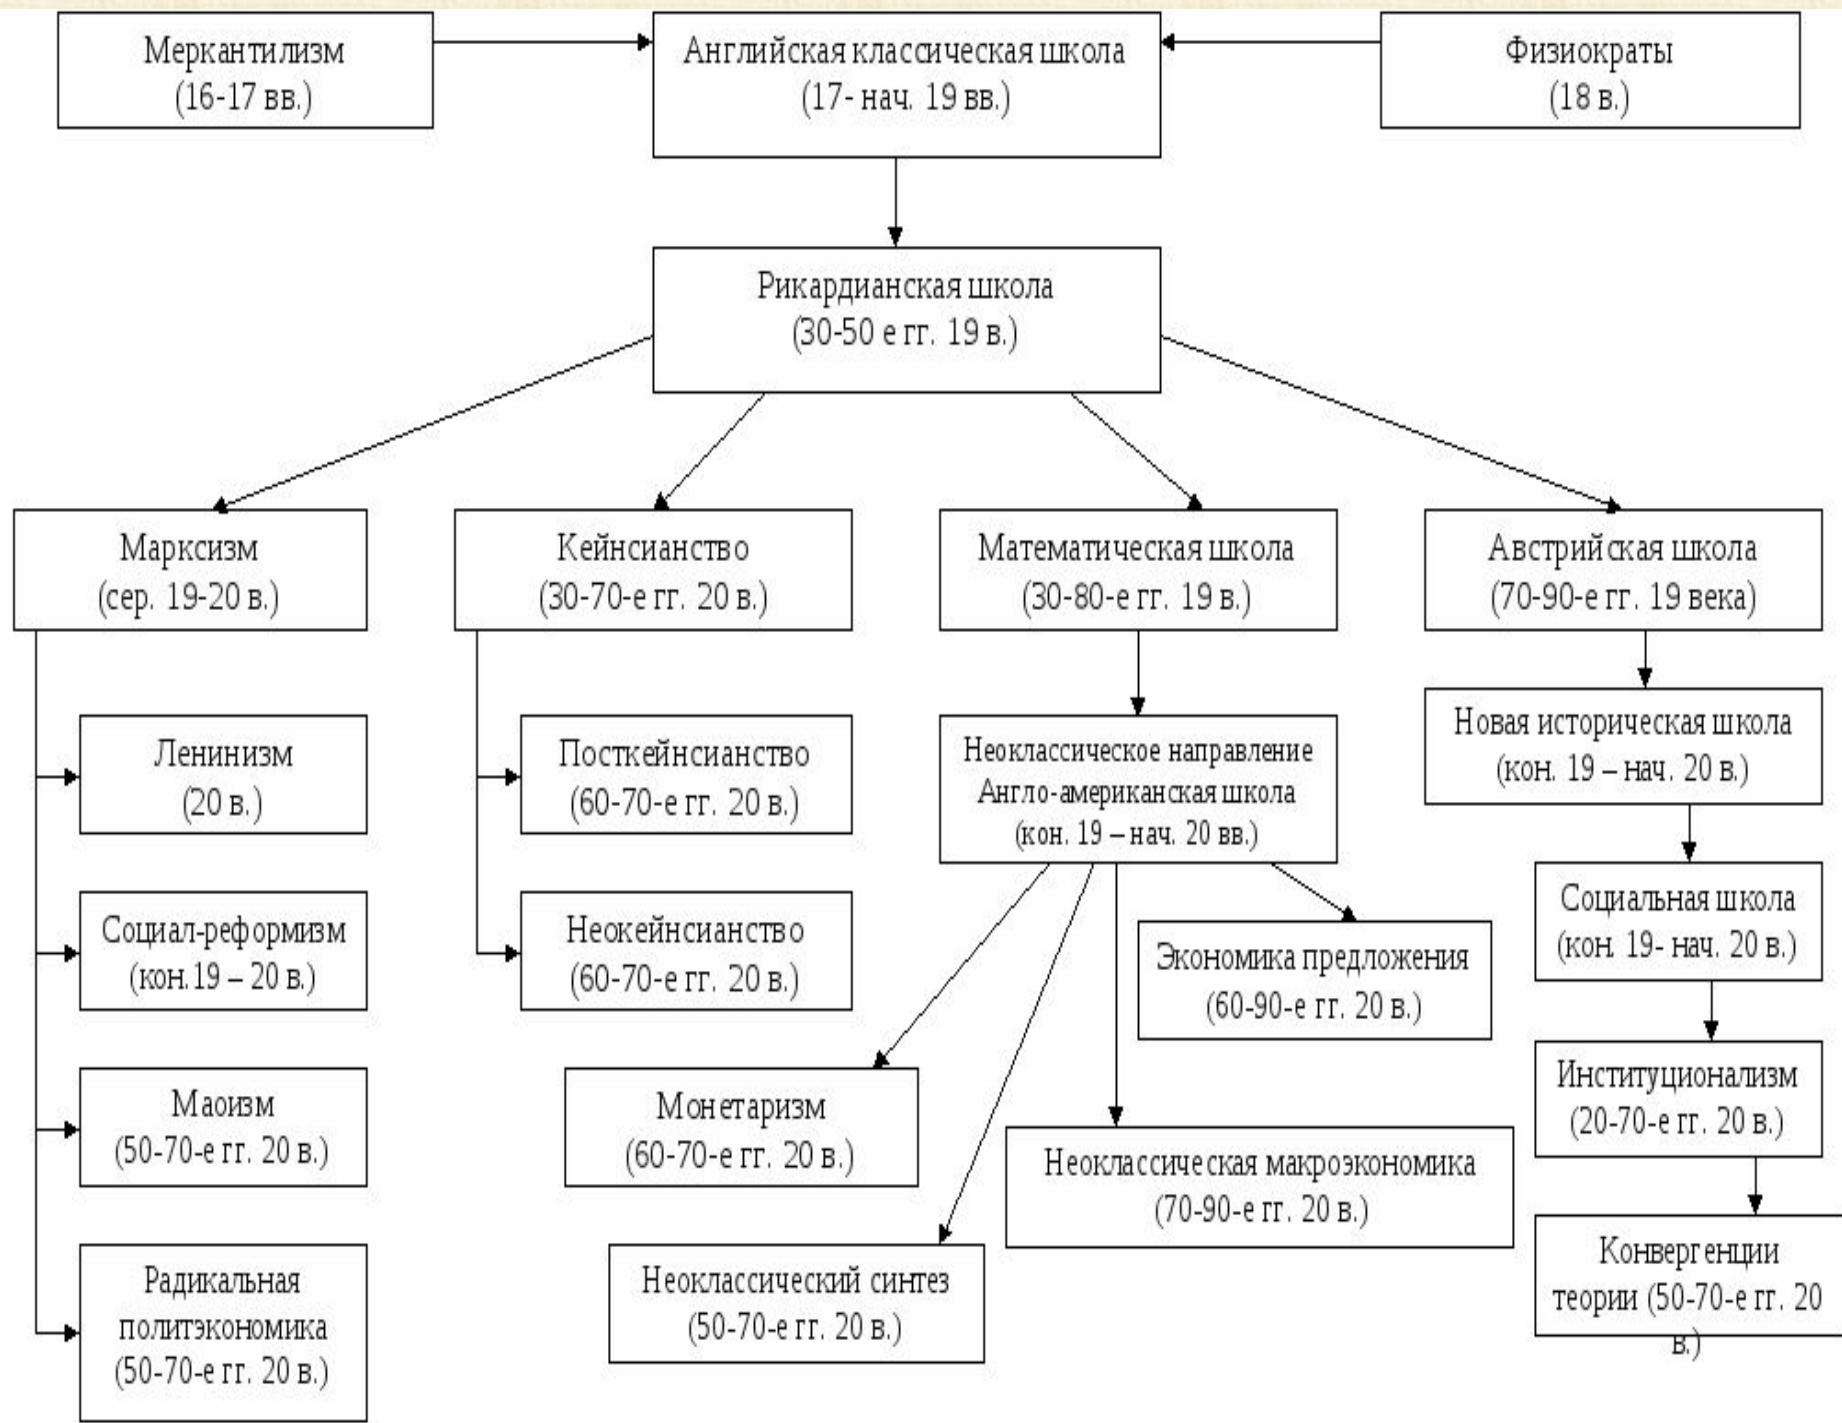 Меркантилизм
(16-17 вв.)
Английская классическая школа
(17- нач. 19 вв.)
Физиократы
(18 в.)
Рикардианская школа
(30-50 е гг. 19 в.)
Марксизм
(сер. 19-20 в.)
Кейнсианство
(30-70-е гг. 20 в.)
Математическая школа
(30-80-е гг. 19 в.)
Австрийская школа
(70-90-е гг. 19 века)
Ленинизм
(20 в.)
Социал-реформизм
(кон.19 – 20 в.)
Маоизм
(50-70-е гг. 20 в.)
Радикальная
политэкономика
(50-70-е гг. 20 в.)
Посткейнсианство
(60-70-е гг. 20 в.)
Неокейнсианство
(60-70-е гг. 20 в.)
Неоклассическое направление
Англо-американская школа
(кон. 19 – нач. 20 вв.)
Экономика предложения
(60-90-е гг. 20 в.)
Монетаризм
(60-70-е гг. 20 в.)
Неоклассическая макроэкономика
(70-90-е гг. 20 в.)
Неоклассический синтез
(50-70-е гг. 20 в.)
Новая историческая школа
(кон. 19 – нач. 20 в.)
Социальная школа
(кон. 19- нач. 20 в.)
Институционализм
(20-70-е гг. 20 в.)
Конвергенции
теории (50-70-е гг. 20
в.)